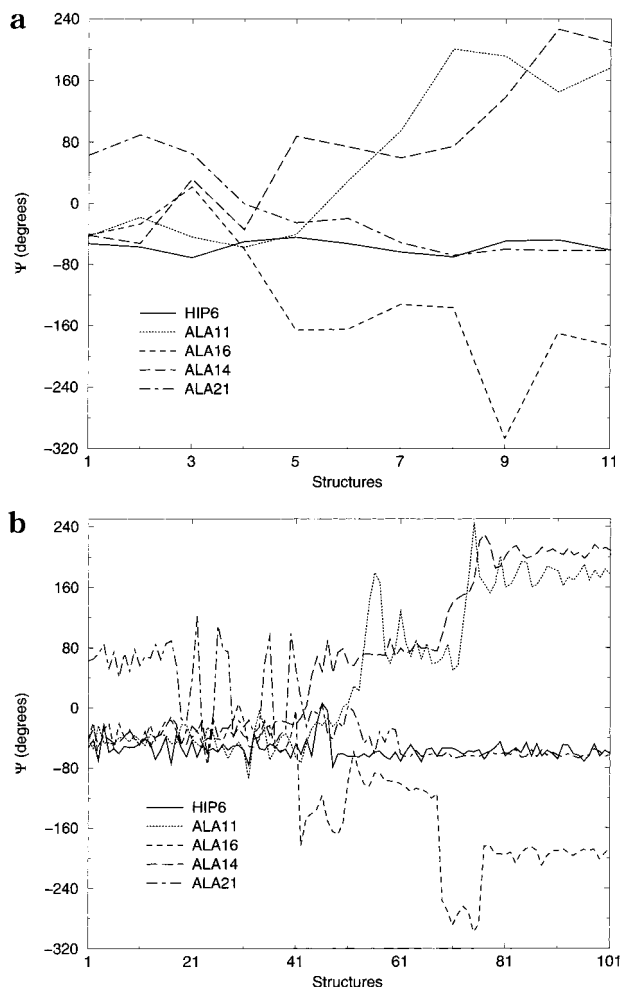 a
240
160
80
0
−80
−160
−240
−320
Ψ (degrees)
HIP6
ALA11
ALA16
ALA14
ALA21
1
3
5
7
9
11
Structures
b
240
160
80
0
−80
−160
−240
−320
Ψ (degrees)
HIP6
ALA11
ALA16
ALA14
ALA21
1
21
41
61
81
101
Structures